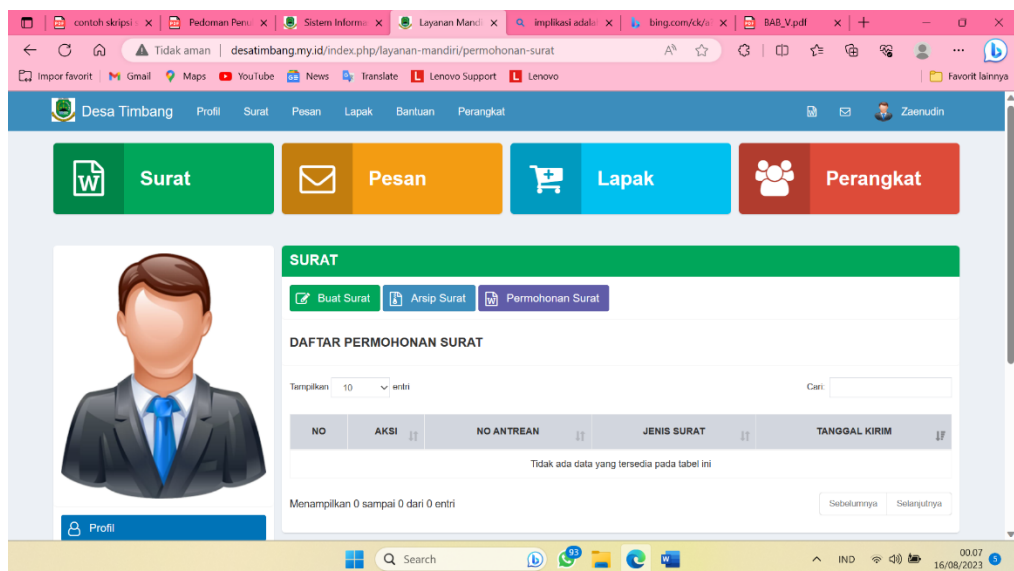 contoh skripsi s
Pedoman Penul
Sistem Informa
Layanan Mandi
implikasi adalal
bing.com/ck/a
BAB_V.pdf
Tidak aman desatimbang.my.id/index.php/layanan-mandiri/permohonan-surat
Impor favorit Gmail Maps YouTube News Translate Lenovo Support Lenovo Favorit lainnya
Desa Timbang Profil Surat Pesan Lapak Bantuan Perangkat Zaenudin
Surat Pesan Lapak Perangkat
SURAT
Buat Surat Arsip Surat Permohonan Surat
DAFTAR PERMOHONAN SURAT
Tampilkan 10 entri Cari:
NO AKSI NO ANTREAN JENIS SURAT TANGGAL KIRIM
Tidak ada data yang tersedia pada tabel ini
Menampilkan 0 sampai 0 dari 0 entri Sebelumnya Selanjutnya
Profil
Search 93 IND 00.07
16/08/2023 5